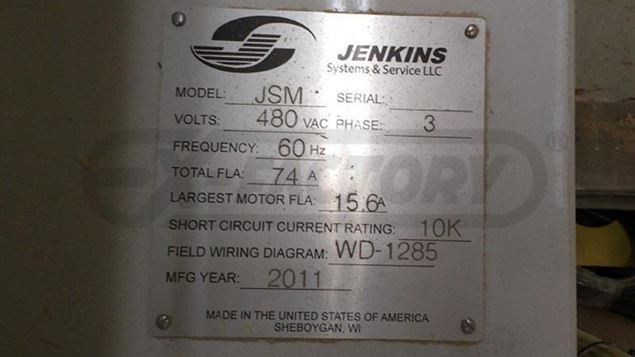 JENKINS
Systems & Service LLC
MODEL: JSM SERIAL:
VOLTS: 480 VAC PHASE: 3
FREQUENCY: 60 Hz
TOTAL FLA: 74 A
LARGEST MOTOR FLA: 15.6 A
SHORT CIRCUIT CURRENT RATING: 10K
FIELD WIRING DIAGRAM: WD-1285
MFG YEAR: 2011
MADE IN THE UNITED STATES OF AMERICA
SHEBOYGAN, WI